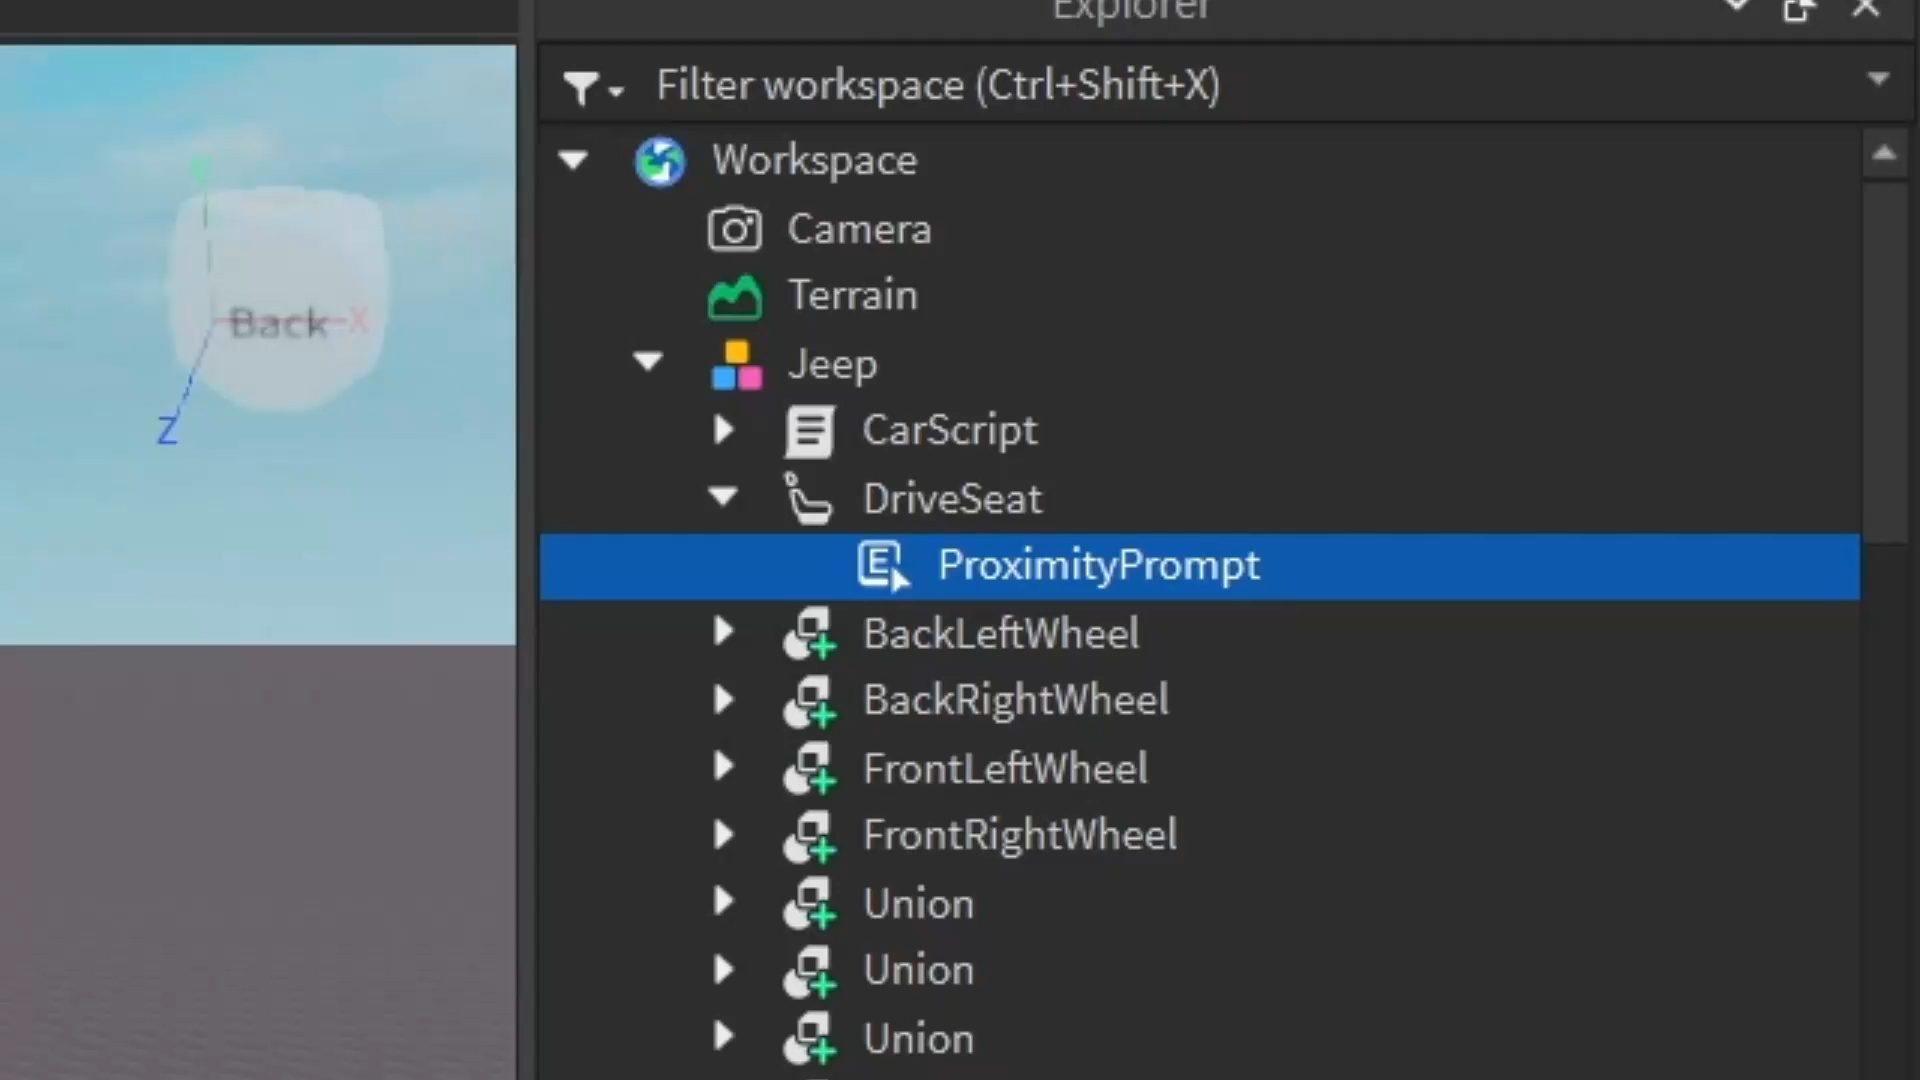 Explorer
Filter workspace (Ctrl+Shift+X)
Workspace
Camera
Terrain
Jeep
CarScript
DriveSeat
E ProximityPrompt
BackLeftWheel
BackRightWheel
FrontLeftWheel
FrontRightWheel
Union
Union
Union
Back X
Z